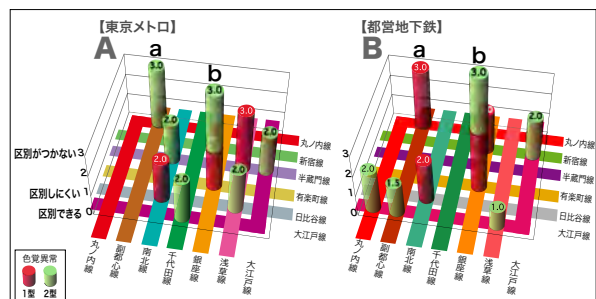 【東京メトロ】
A
a
b
3.0
3.0
3.0
2.0
2.0
2.0
2.0
2.0
区別がつかない 3
2
区別しにくい 1
区別できる 0
丸ノ内線
新宿線
半蔵門線
有楽町線
日比谷線
大江戸線
丸ノ内線
副都心線
南北線
千代田線
銀座線
浅草線
大江戸線
色覚異常
1型
2型
【都営地下鉄】
B
a
b
3.0
3.0
2.0
2.0
2.0
1.5
1.0
3
2
1
0
丸ノ内線
新宿線
半蔵門線
有楽町線
日比谷線
大江戸線
丸ノ内線
副都心線
南北線
千代田線
銀座線
浅草線
大江戸線